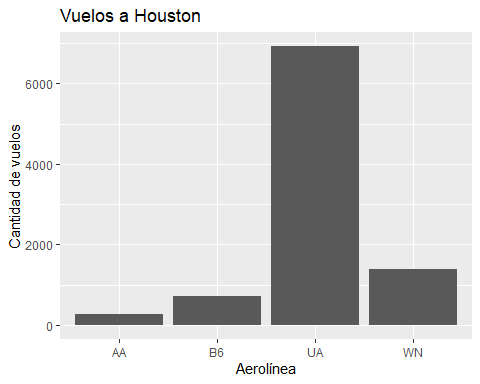 Vuelos a Houston
Cantidad de vuelos
6000
4000
2000
0
AA B6 UA WN
Aerolínea